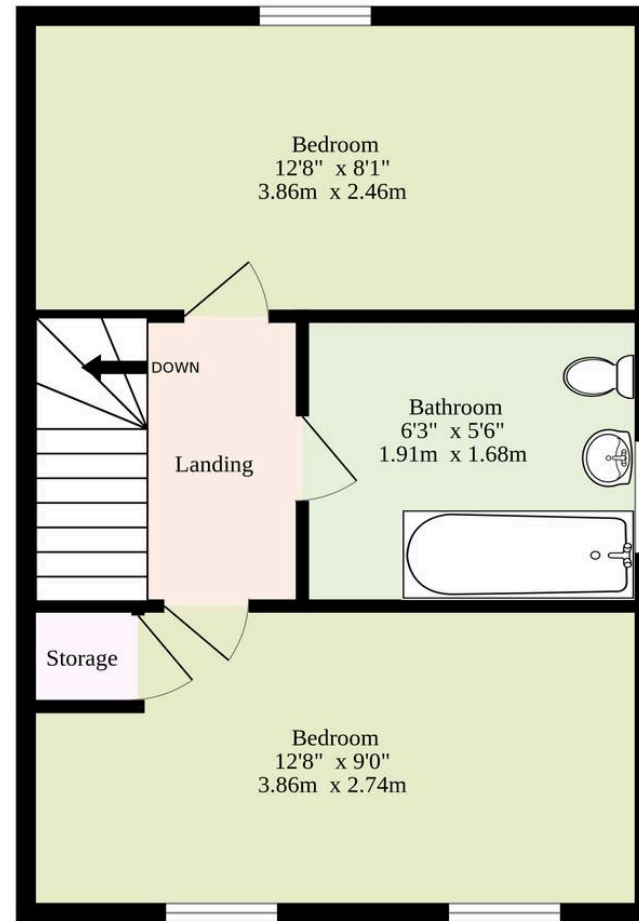 Bedroom
12'8" x 8'1"
3.86m x 2.46m
DOWN
Bathroom
6'3" x 5'6"
1.91m x 1.68m
Landing
Storage
Bedroom
12'8" x 9'0"
3.86m x 2.74m